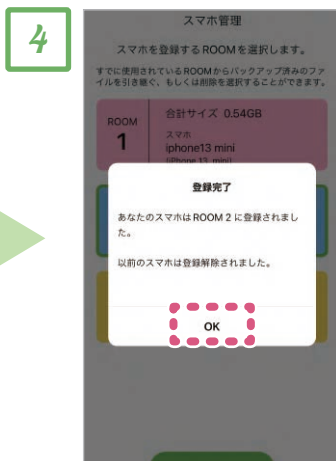 4
スマホ管理
スマホを登録するROOMを選択します。
すでに使用されているROOMからバックアップ済みのファ
イルを引き継ぐ、もしくは削除を選択することができます。
ROOM
1
合計サイズ 0.54GB
スマホ
iphone13 mini
(iPhone 13 mini)
登録完了
あなたのスマホは ROOM 2 に登録されまし
た。
以前のスマホは登録解除されました。
OK